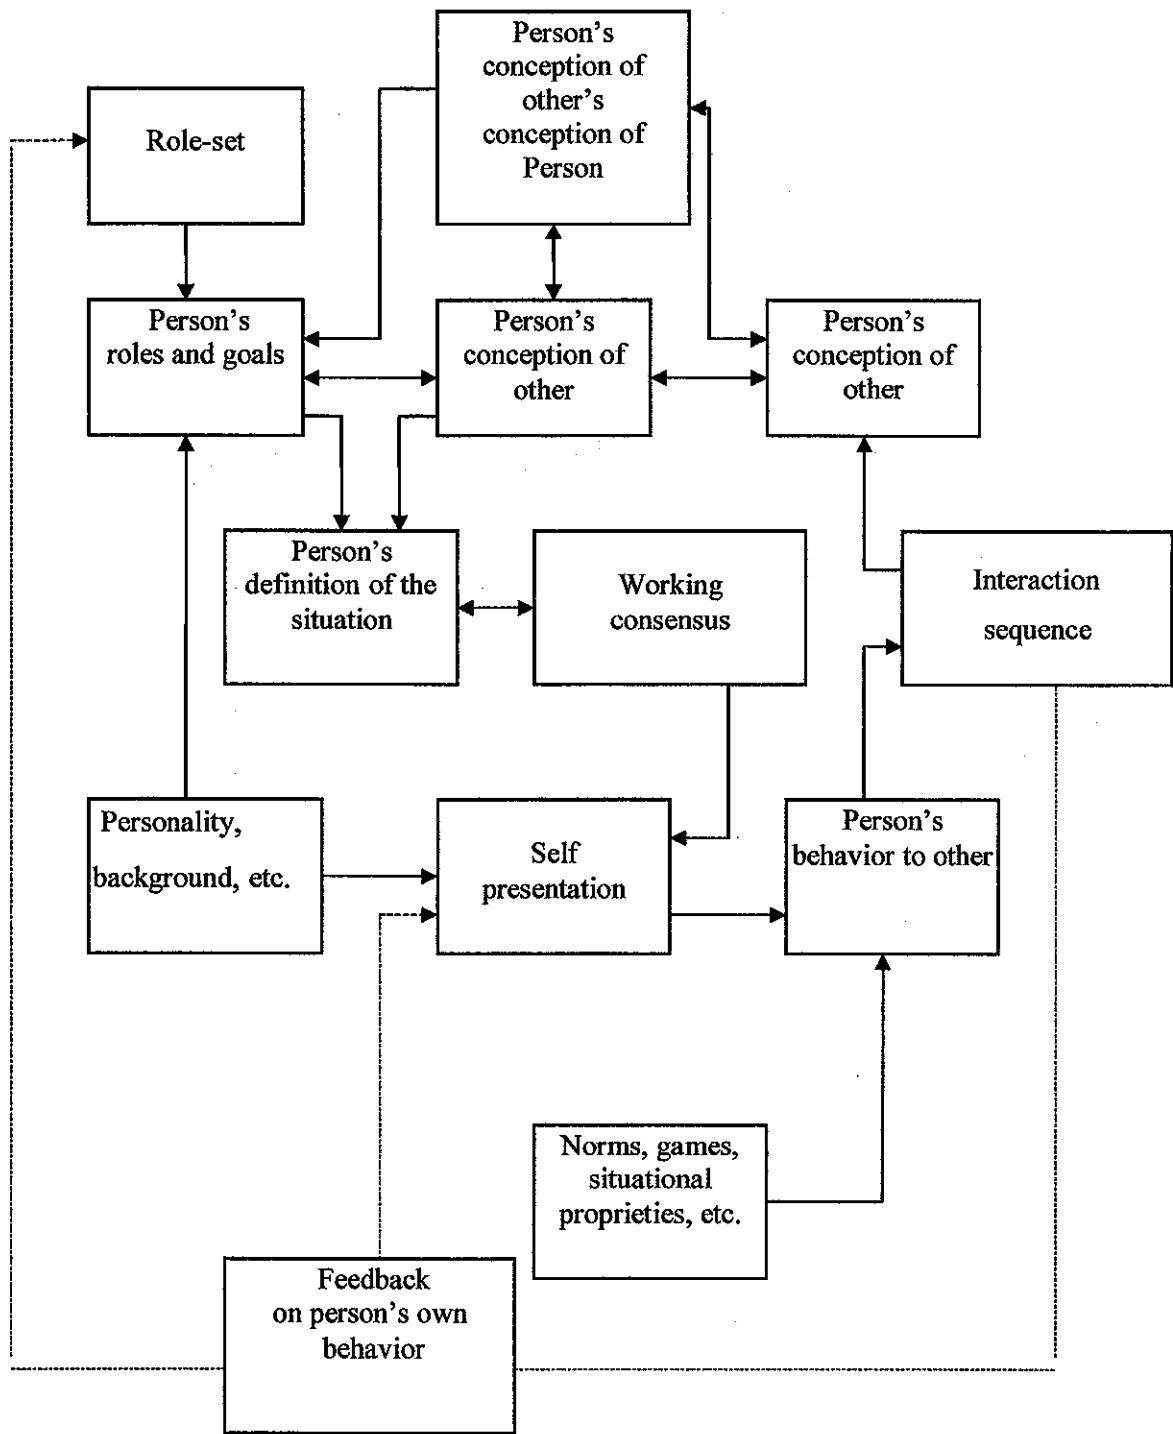 Person's
conception of
other's
conception of
Person
Role-set
Person's
roles and goals
Person's
conception of
other
Person's
conception of
other
Person's
definition of the
situation
Working
consensus
Interaction
sequence
Personality,
background, etc.
Self
presentation
Person's
behavior to other
Norms, games,
situational
proprieties, etc.
Feedback
on person's own
behavior